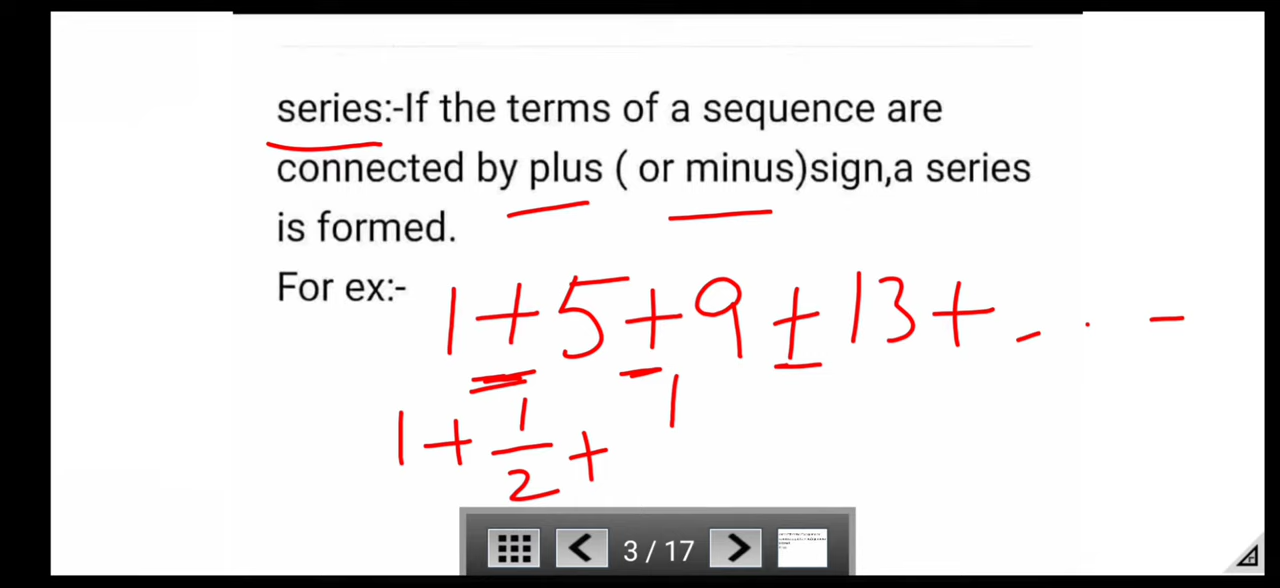 series:-If the terms of a sequence are
connected by plus ( or minus)sign,a series
is formed.
For ex:- 1+5+9+13+- . . -
1+1/2+ 1
3 / 17